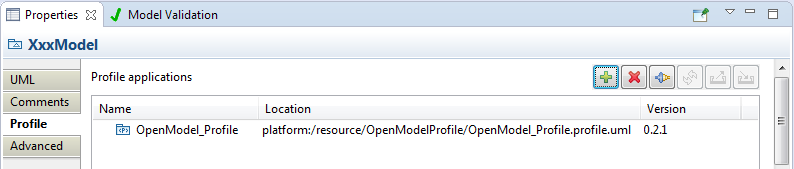 Properties Model Validation
XxxModel
UML
Comments
Profile
Advanced
Profile applications
Name Location Version
OpenModel_Profile platform:/resource/OpenModelProfile/OpenModel_Profile.profile.uml 0.2.1